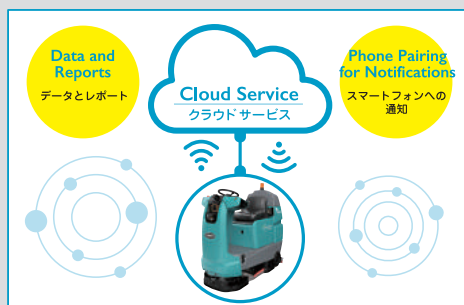 Data and
Reports
データとレポート
Cloud Service
クラウドサービス
Phone Pairing
for Notifications
スマートフォンへの
通知